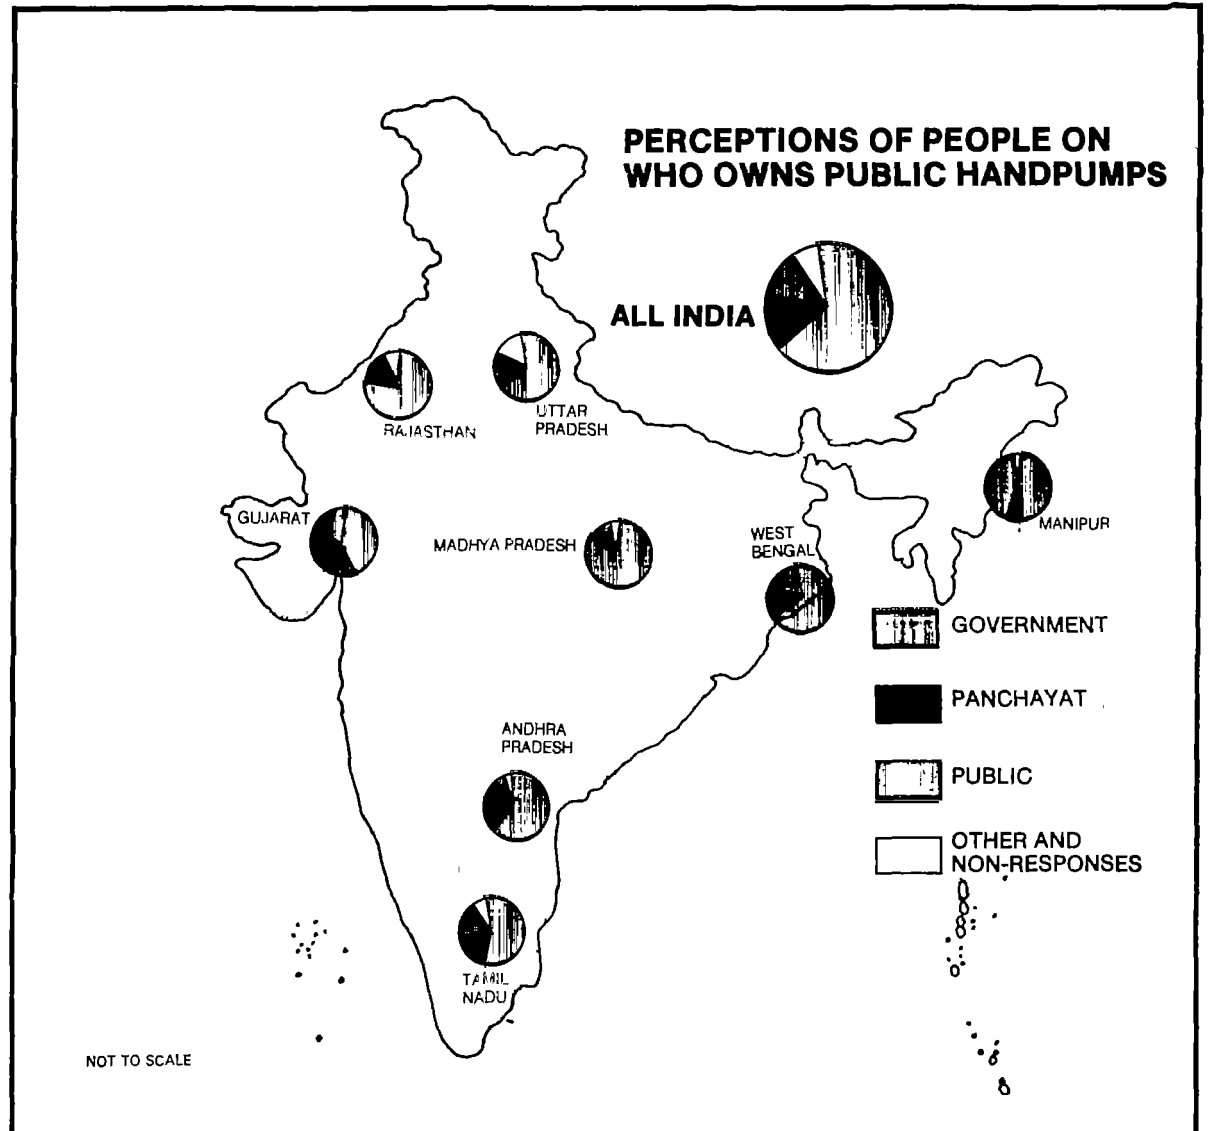 PERCEPTIONS OF PEOPLE ON
WHO OWNS PUBLIC HANDPUMPS
ALL INDIA
RAJASTHAN
UTTAR
PRADESH
GUJARAT
MADHYA PRADESH
WEST
BENGAL
MANIPUR
GOVERNMENT
PANCHAYAT
PUBLIC
OTHER AND
NON-RESPONSES
ANDHRA
PRADESH
TAMIL
NADU
NOT TO SCALE